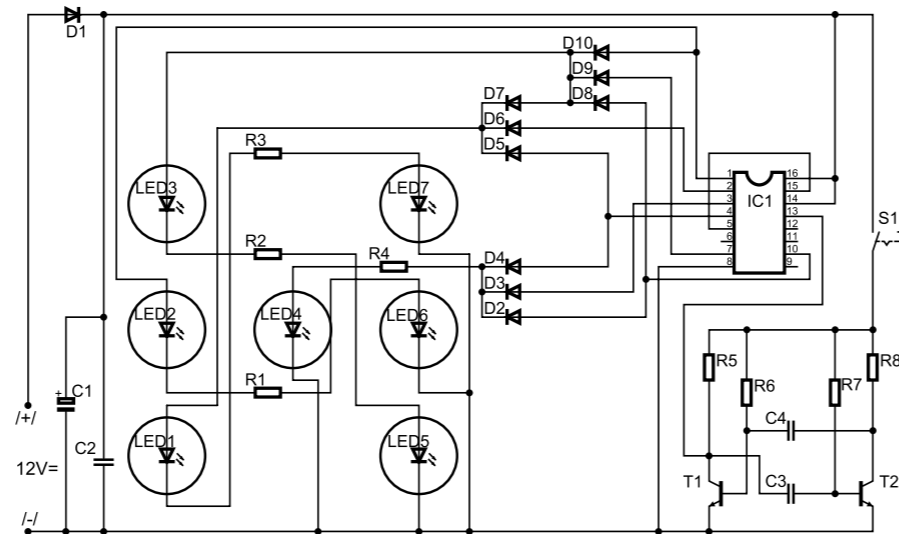 D1
D10
D9
D8
D7
D6
D5
R3
LED3
LED7
R2
R4
D4
D3
D2
LED2
LED4
LED6
R1
LED1
LED5
1 16
2 15
3 IC1 14
4 13
5 12
6 11
7 10
8 9
S1
+ C1
/+/
12V=
C2
/-/
R5
R6
R7
R8
C4
C3
T1
T2